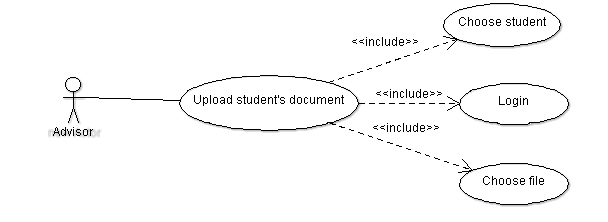 Choose student
<<include>>
Upload student's document
<<include>>
Login
<<include>>
Advisor
Choose file